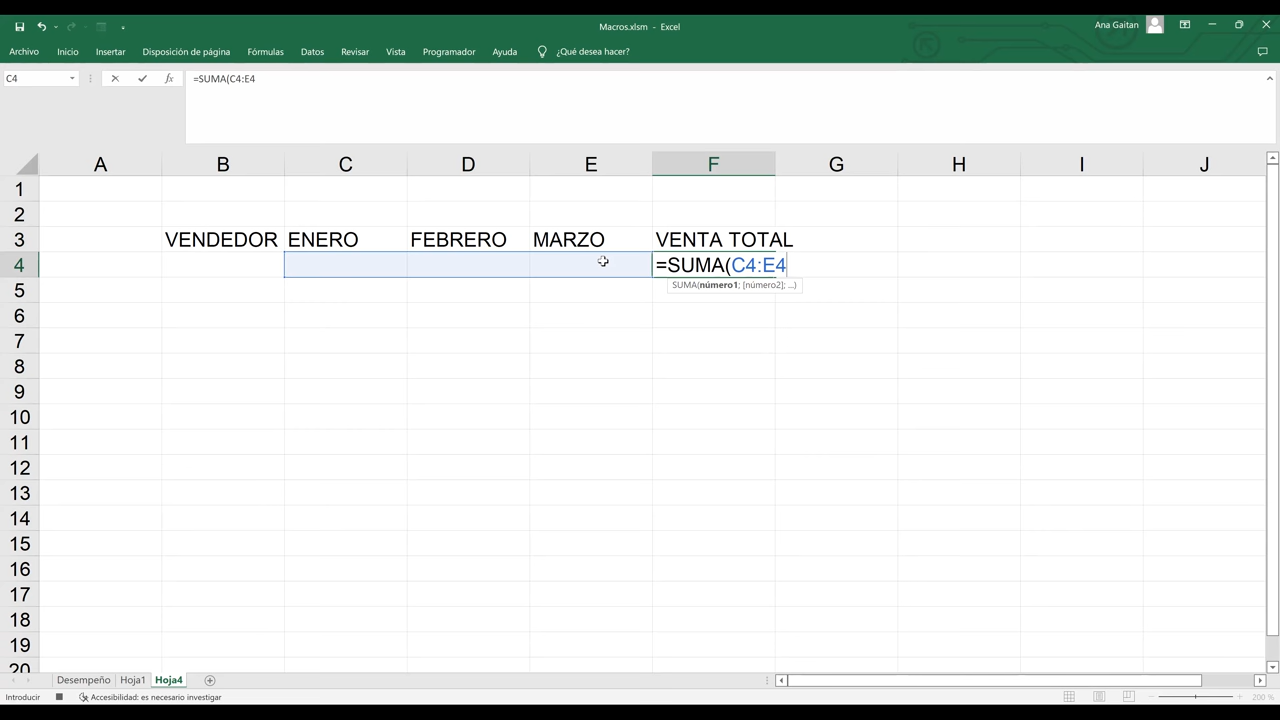 Macros.xlsm - Excel
Ana Gaitan
Archivo Inicio Insertar Disposición de página Fórmulas Datos Revisar Vista Programador Ayuda ¿Qué desea hacer?
C4 fx =SUMA(C4:E4
A B C D E F G H I J
1
2
3 VENDEDOR ENERO FEBRERO MARZO VENTA TOTAL
4 =SUMA(C4:E4
SUMA(número1; [número2]; ...)
5
6
7
8
9
10
11
12
13
14
15
16
17
18
19
20
Desempeño Hoja1 Hoja4
Introducir Accesibilidad: es necesario investigar 200 %